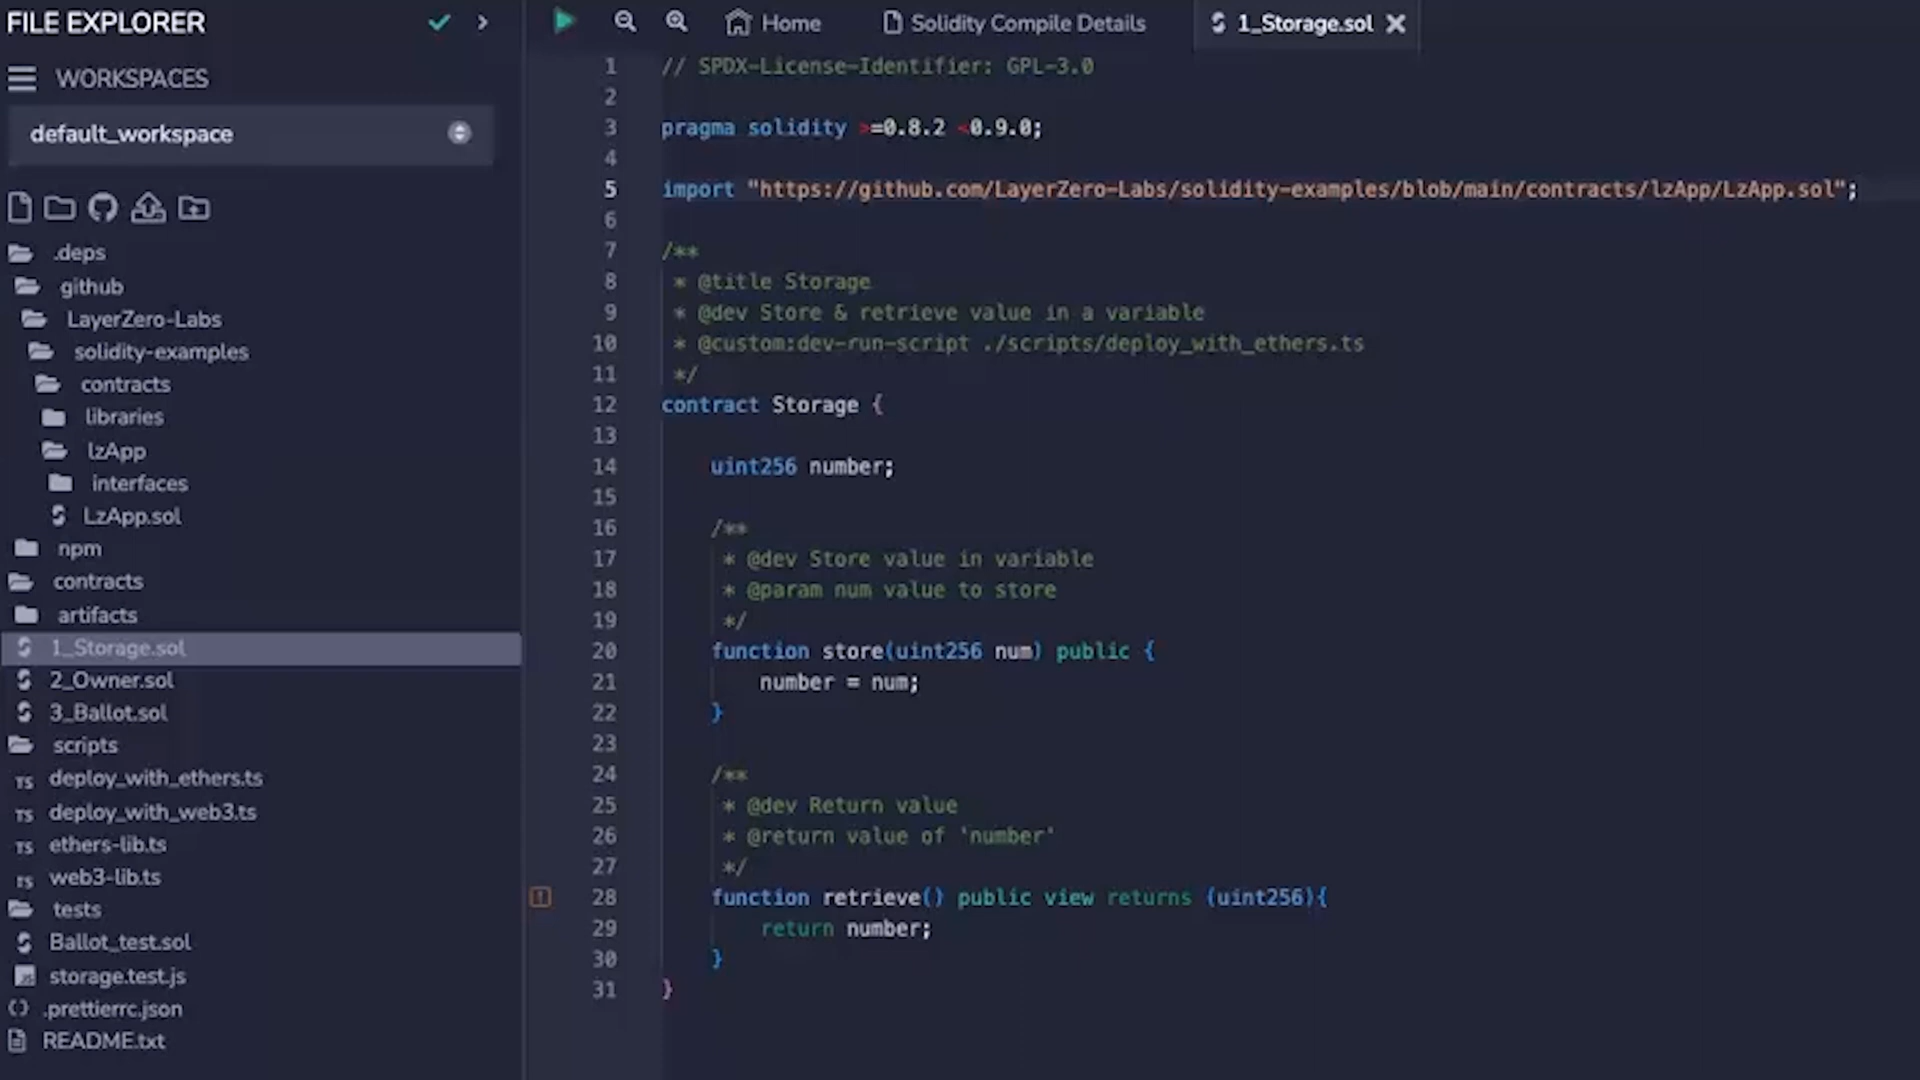 FILE EXPLORER
WORKSPACES
default_workspace
.deps
github
LayerZero-Labs
solidity-examples
contracts
libraries
lzApp
interfaces
LzApp.sol
npm
contracts
artifacts
1_Storage.sol
2_Owner.sol
3_Ballot.sol
scripts
TS deploy_with_ethers.ts
TS deploy_with_web3.ts
TS ethers-lib.ts
TS web3-lib.ts
tests
Ballot_test.sol
storage.test.js
.prettierrc.json
README.txt
Home
Solidity Compile Details
1_Storage.sol
1 // SPDX-License-Identifier: GPL-3.0
2
3 pragma solidity >=0.8.2 <0.9.0;
4
5 import "https://github.com/LayerZero-Labs/solidity-examples/blob/main/contracts/lzApp/LzApp.sol";
6
7 /**
8 * @title Storage
9 * @dev Store & retrieve value in a variable
10 * @custom:dev-run-script ./scripts/deploy_with_ethers.ts
11 */
12 contract Storage {
13
14 uint256 number;
15
16 /**
17 * @dev Store value in variable
18 * @param num value to store
19 */
20 function store(uint256 num) public {
21 number = num;
22 }
23
24 /**
25 * @dev Return value
26 * @return value of 'number'
27 */
28 function retrieve() public view returns (uint256){
29 return number;
30 }
31 }